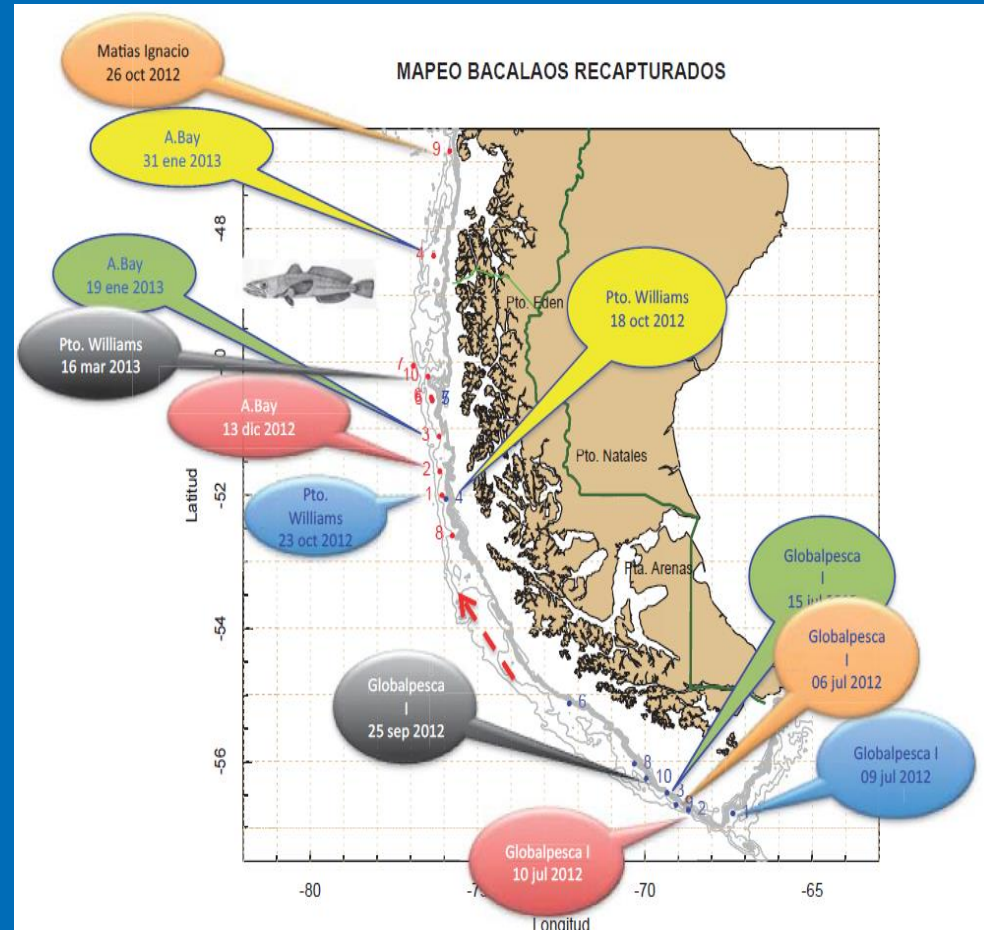 MAPEO BACALAOS RECAPTURADOS
Matias Ignacio
26 oct 2012
A.Bay
31 ene 2013
A.Bay
19 ene 2013
Pto. Williams
16 mar 2013
A.Bay
13 dic 2012
Pto.
Williams
23 oct 2012
Pto. Williams
18 oct 2012
Globalpesca
I
25 sep 2012
Globalpesca I
10 jul 2012
Globalpesca
I
15 jul
Globalpesca
I
06 jul 2012
Globalpesca I
09 jul 2012
Pto. Eden
Pto. Natales
Pta. Arenas
9
4
7
10
3
2
1
4
8
6
8
10
3
9
2
1
Latitud
-48
-52
-54
-56
-80
-70
-65
Longitud